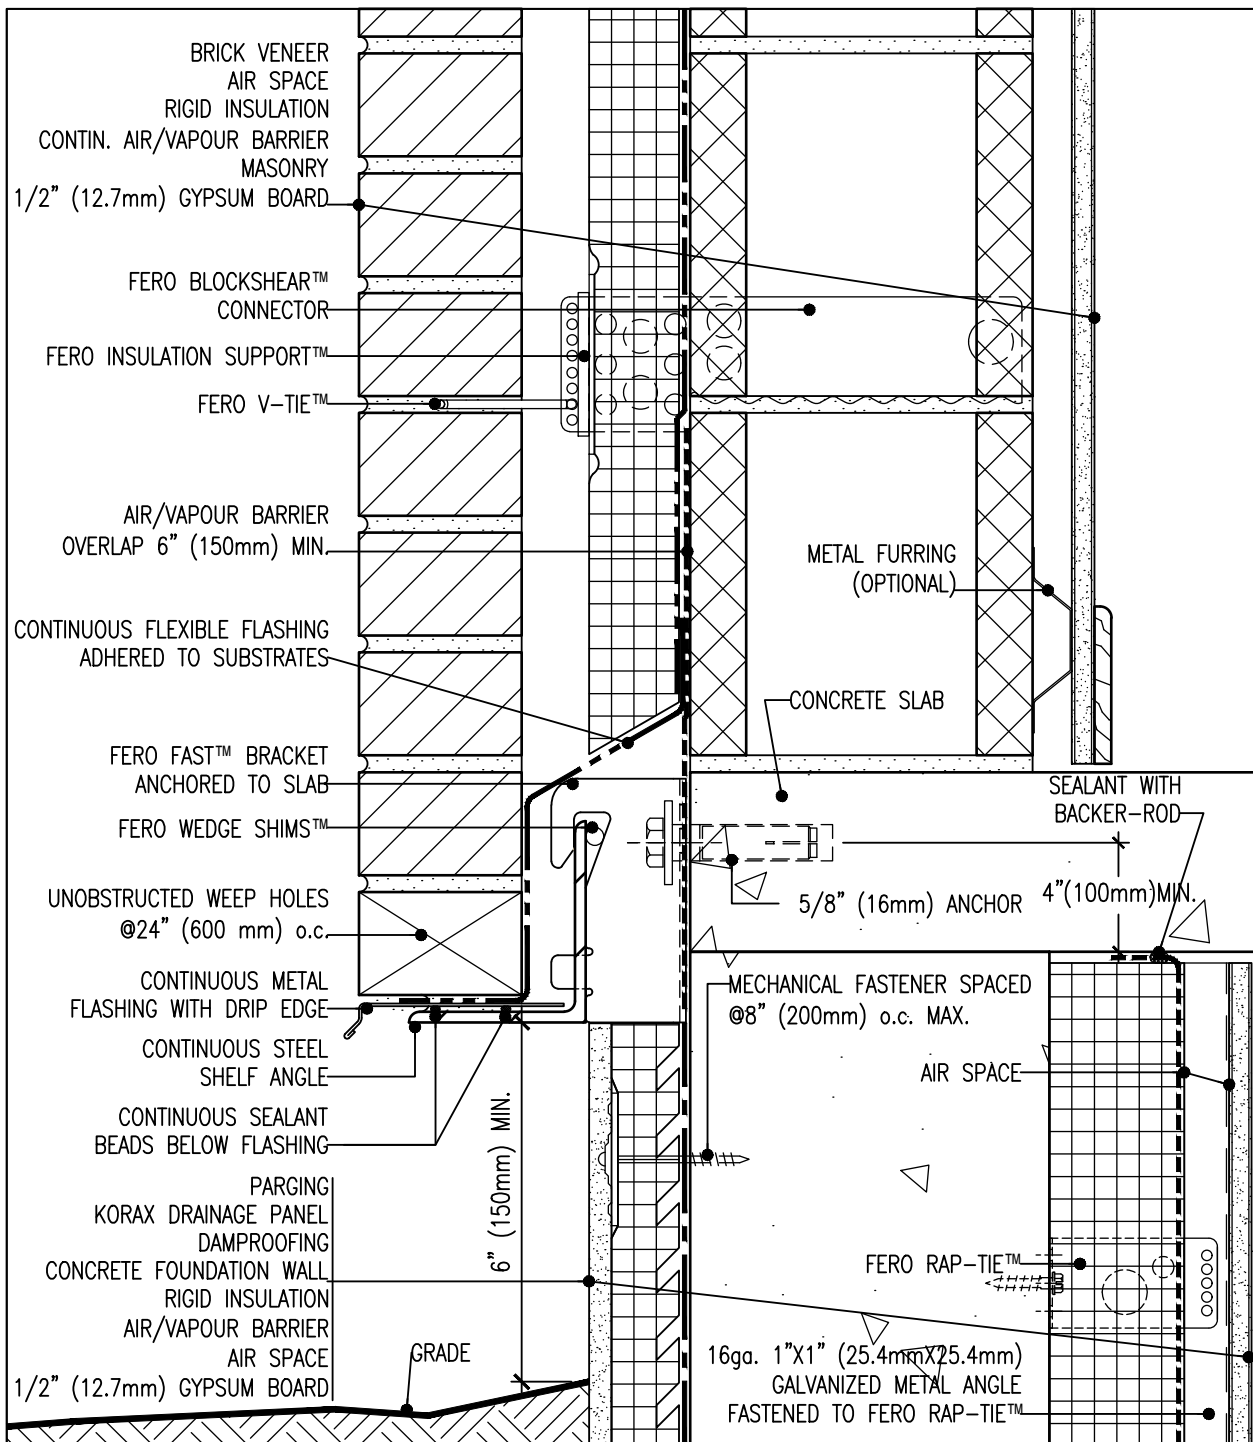 BRICK VENEER
AIR SPACE
RIGID INSULATION
CONTIN. AIR/VAPOUR BARRIER
MASONRY
1/2" (12.7mm) GYPSUM BOARD
FERO BLOCKSHEAR™
CONNECTOR
FERO INSULATION SUPPORT™
FERO V-TIE™
AIR/VAPOUR BARRIER
OVERLAP 6" (150mm) MIN.
CONTINUOUS FLEXIBLE FLASHING
ADHERED TO SUBSTRATES
FERO FAST™ BRACKET
ANCHORED TO SLAB
FERO WEDGE SHIMS™
UNOBSTRUCTED WEEP HOLES
@24" (600 mm) o.c.
CONTINUOUS METAL
FLASHING WITH DRIP EDGE
CONTINUOUS STEEL
SHELF ANGLE
CONTINUOUS SEALANT
BEADS BELOW FLASHING
PARGING
KORAX DRAINAGE PANEL
DAMPROOFING
CONCRETE FOUNDATION WALL
RIGID INSULATION
AIR/VAPOUR BARRIER
AIR SPACE
1/2" (12.7mm) GYPSUM BOARD
GRADE
6" (150mm) MIN.
METAL FURRING
(OPTIONAL)
CONCRETE SLAB
SEALANT WITH
BACKER-ROD
5/8" (16mm) ANCHOR
4"(100mm)MIN.
MECHANICAL FASTENER SPACED
@8" (200mm) o.c. MAX.
AIR SPACE
FERO RAP-TIE™
16ga. 1"X1" (25.4mmX25.4mm)
GALVANIZED METAL ANGLE
FASTENED TO FERO RAP-TIE™